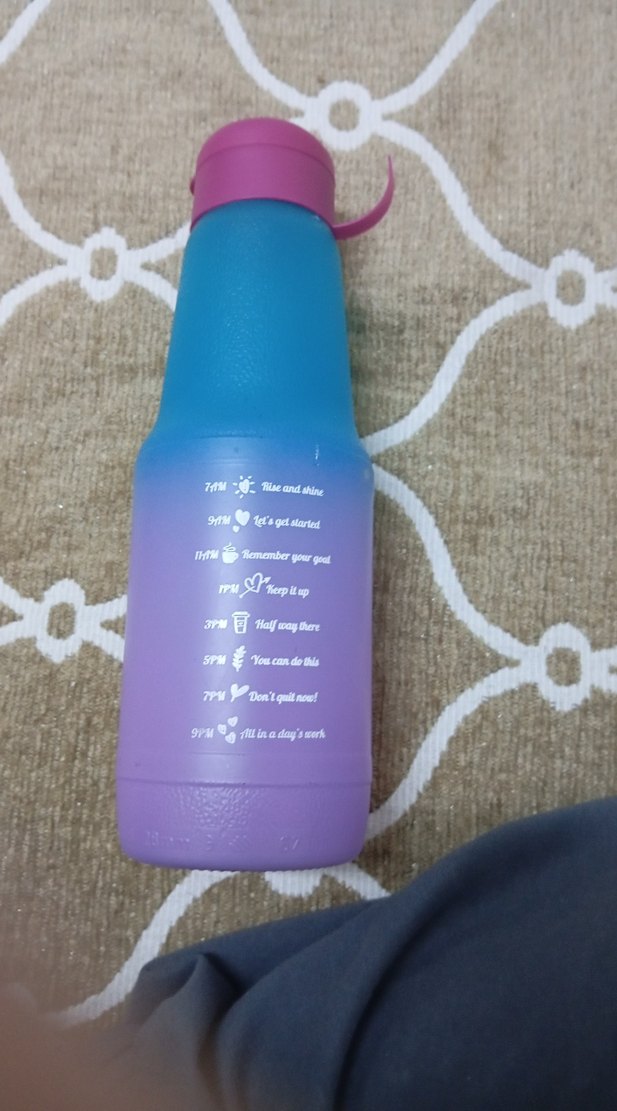 7AM Rise and shine
9AM Let's get started
11AM Remember your goal
1PM Keep it up
3PM Half way there
5PM You can do this
7PM Don't quit now!
9PM All in a day's work